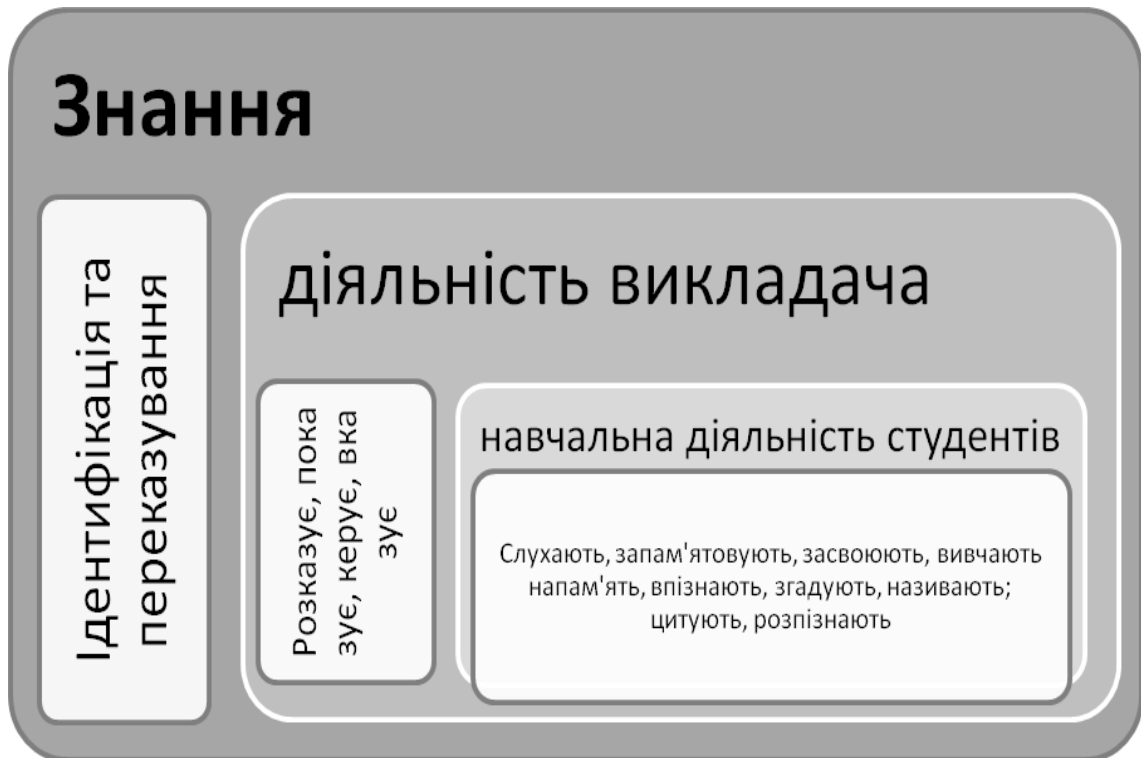 Знання
Ідентифікація та
переказування
діяльність викладача
Розказує, пока
зує, керує, вка
зує
навчальна діяльність студентів
Слухають, запам'ятовують, засвоюють, вивчають
напам'ять, впізнають, згадують, називають;
цитують, розпізнають